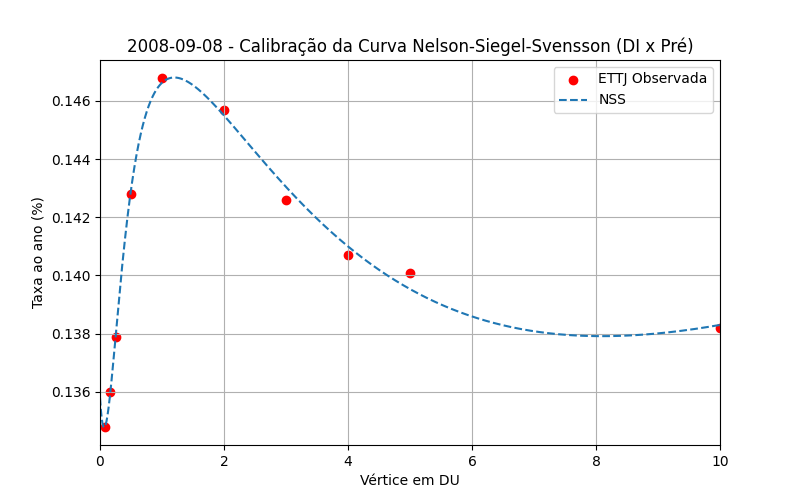 2008-09-08 - Calibração da Curva Nelson-Siegel-Svensson (DI x Pré)
ETTJ Observada
NSS
Taxa ao ano (%)
0.146
0.144
0.142
0.140
0.138
0.136
0 2 4 6 8 10
Vértice em DU